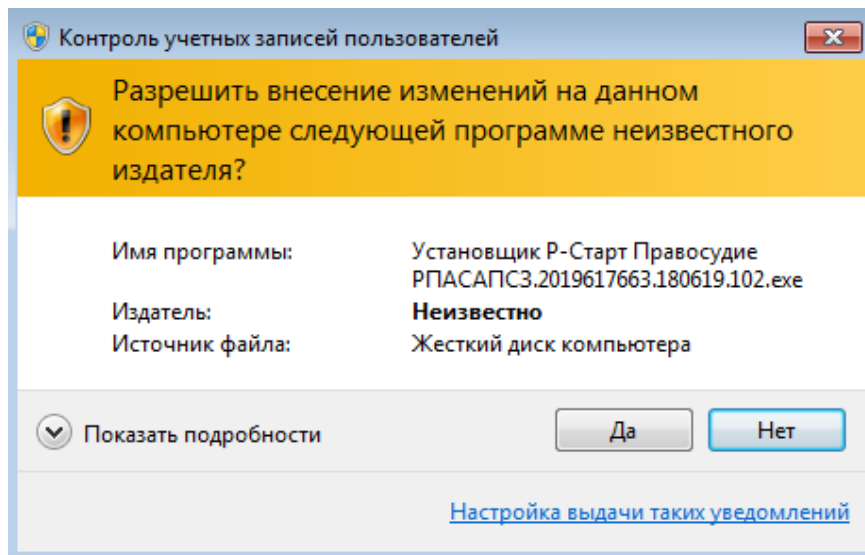 Контроль учетных записей пользователей
Разрешить внесение изменений на данном
компьютере следующей программе неизвестного
издателя?
Имя программы: Установщик Р-Старт Правосудие
РПАСАПСЗ.2019617663.180619.102.exe
Издатель: Неизвестно
Источник файла: Жесткий диск компьютера
Показать подробности Да Нет
Настройка выдачи таких уведомлений